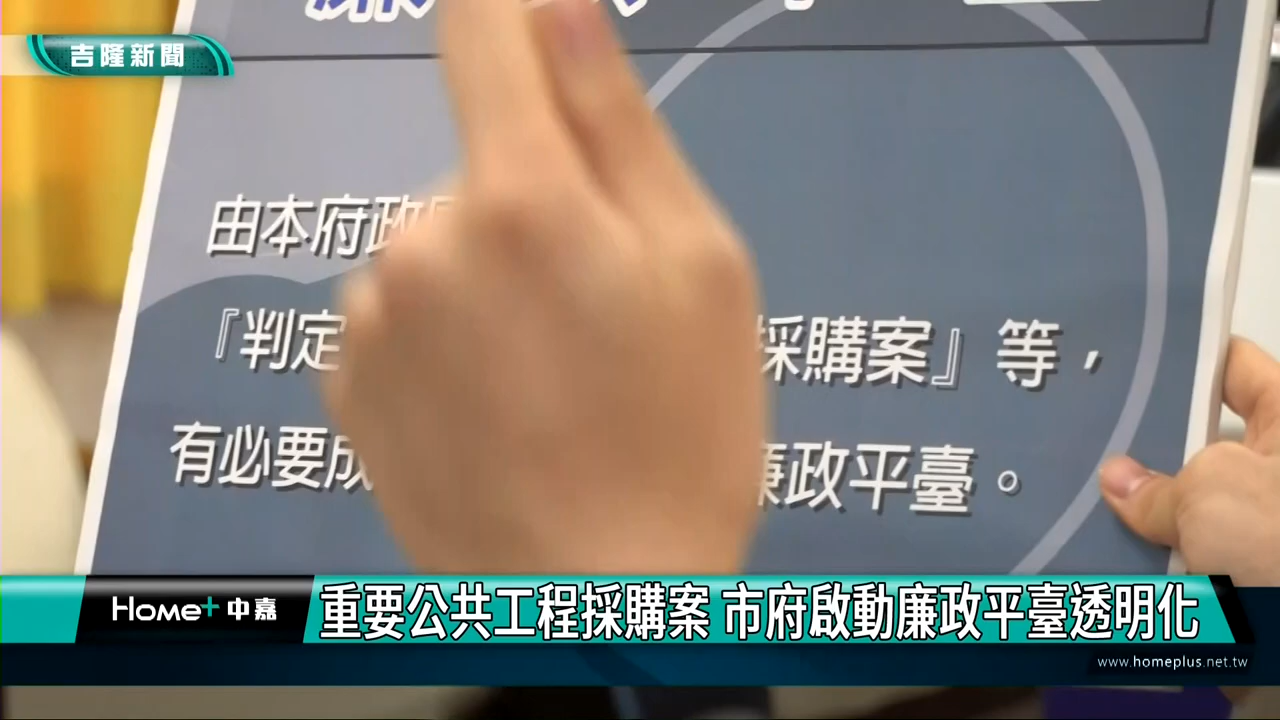 吉隆新聞
由本府政
『判定採購案』等，
有必要成政平臺。
Home+中嘉
重要公共工程採購案 市府啟動廉政平臺透明化
www.homeplus.net.tw